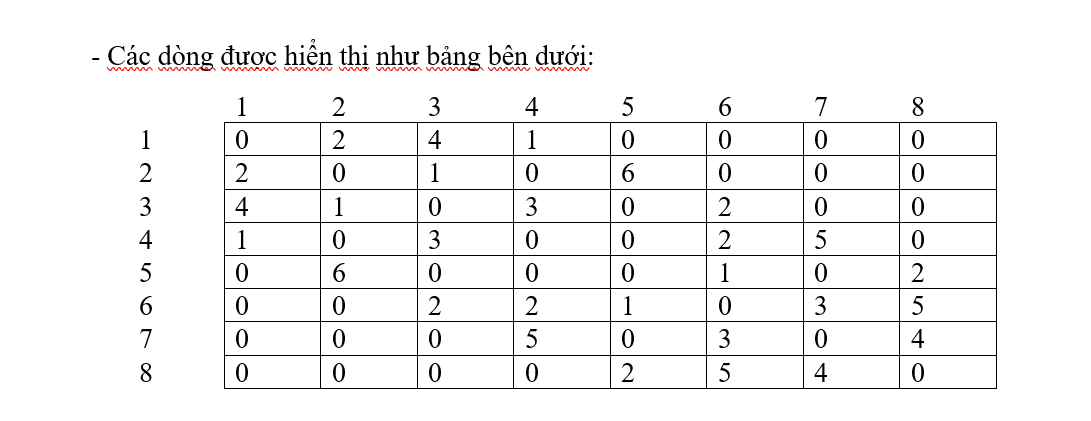 - Các dòng được hiển thị như bảng bên dưới:
1 2 3 4 5 6 7 8
1 0 2 4 1 0 0 0 0
2 2 0 1 0 6 0 0 0
3 4 1 0 3 0 2 0 0
4 1 0 3 0 0 2 5 0
5 0 6 0 0 0 1 0 2
6 0 0 2 2 1 0 3 5
7 0 0 0 5 0 3 0 4
8 0 0 0 0 2 5 4 0